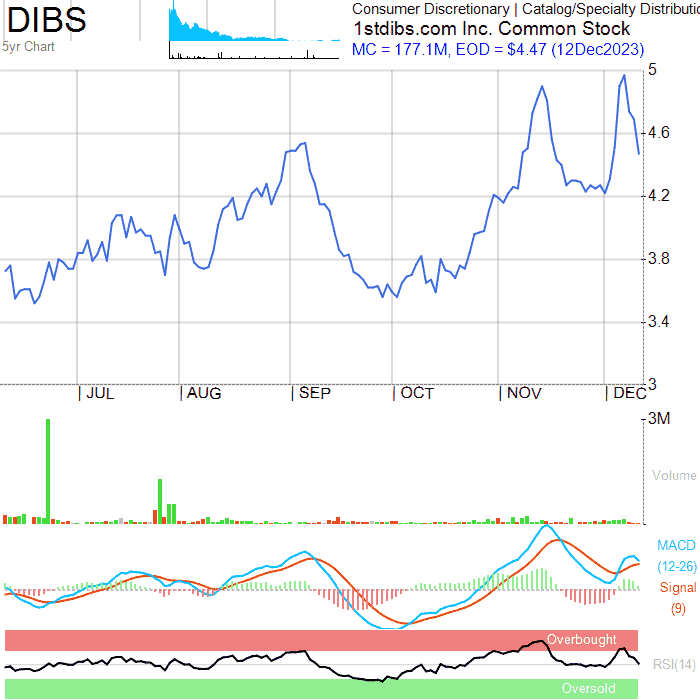 DIBS
5yr Chart
Consumer Discretionary | Catalog/Specialty Distributio
1stdibs.com Inc. Common Stock
MC = 177.1M, EOD = $4.47 (12Dec2023)
5
4.6
4.2
3.8
3.4
3
| JUL | AUG | SEP | OCT | NOV | DEC
3M
Volume
MACD
(12-26)
Signal
(9)
Overbought
RSI(14)
Oversold